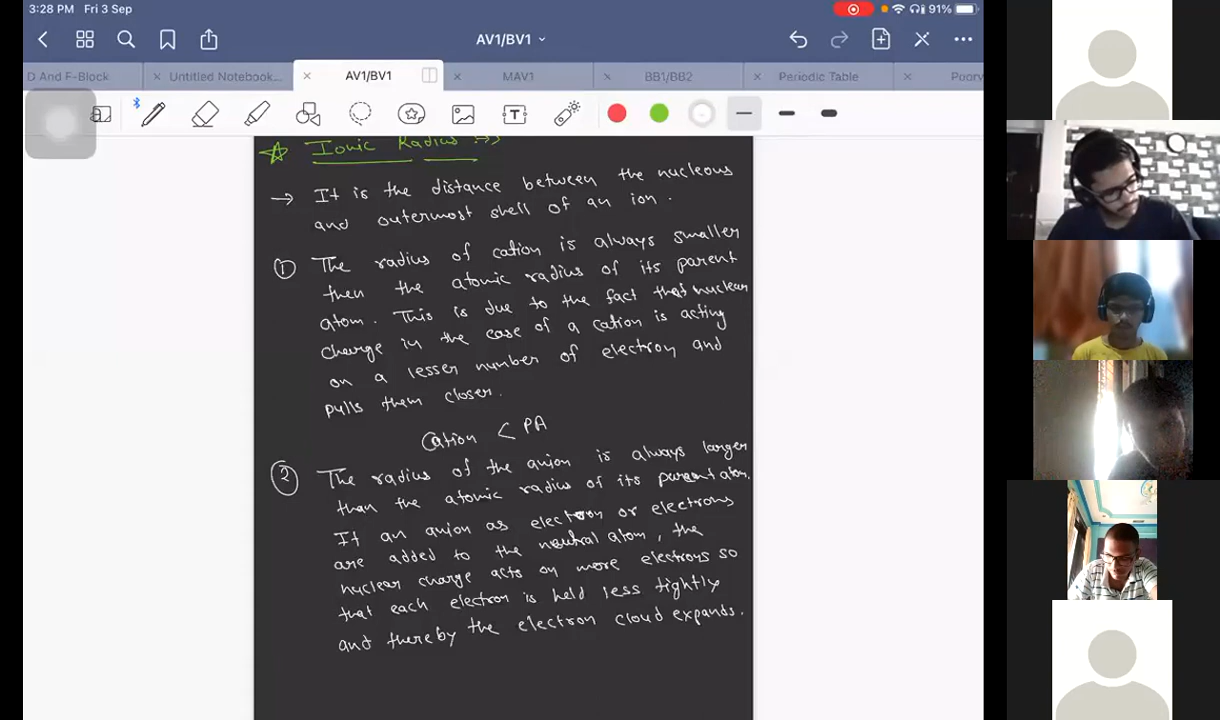 3:28 PM Fri 3 Sep
91%
AV1/BV1
D And F-Block
Untitled Notebook...
AV1/BV1
MAV1
BB1/BB2
Periodic Table
Poorv
Ionic Radius
→ It is the distance between the nucleous
and outermost shell of an ion.
① The radius of cation is always smaller
then the atomic radius of its parent
atom. This is due to the fact that nuclear
charge in the case of a cation is acting
on a lesser number of electron and
pulls them closer.
Cation < PA
② The radius of the anion is always larger
than the atomic radius of its parent atom.
It an anion as electron or electrons
are added to the neutral atom, the
nuclear charge acts on more electrons so
that each electron is held less tightly
and thereby the electron cloud expands.